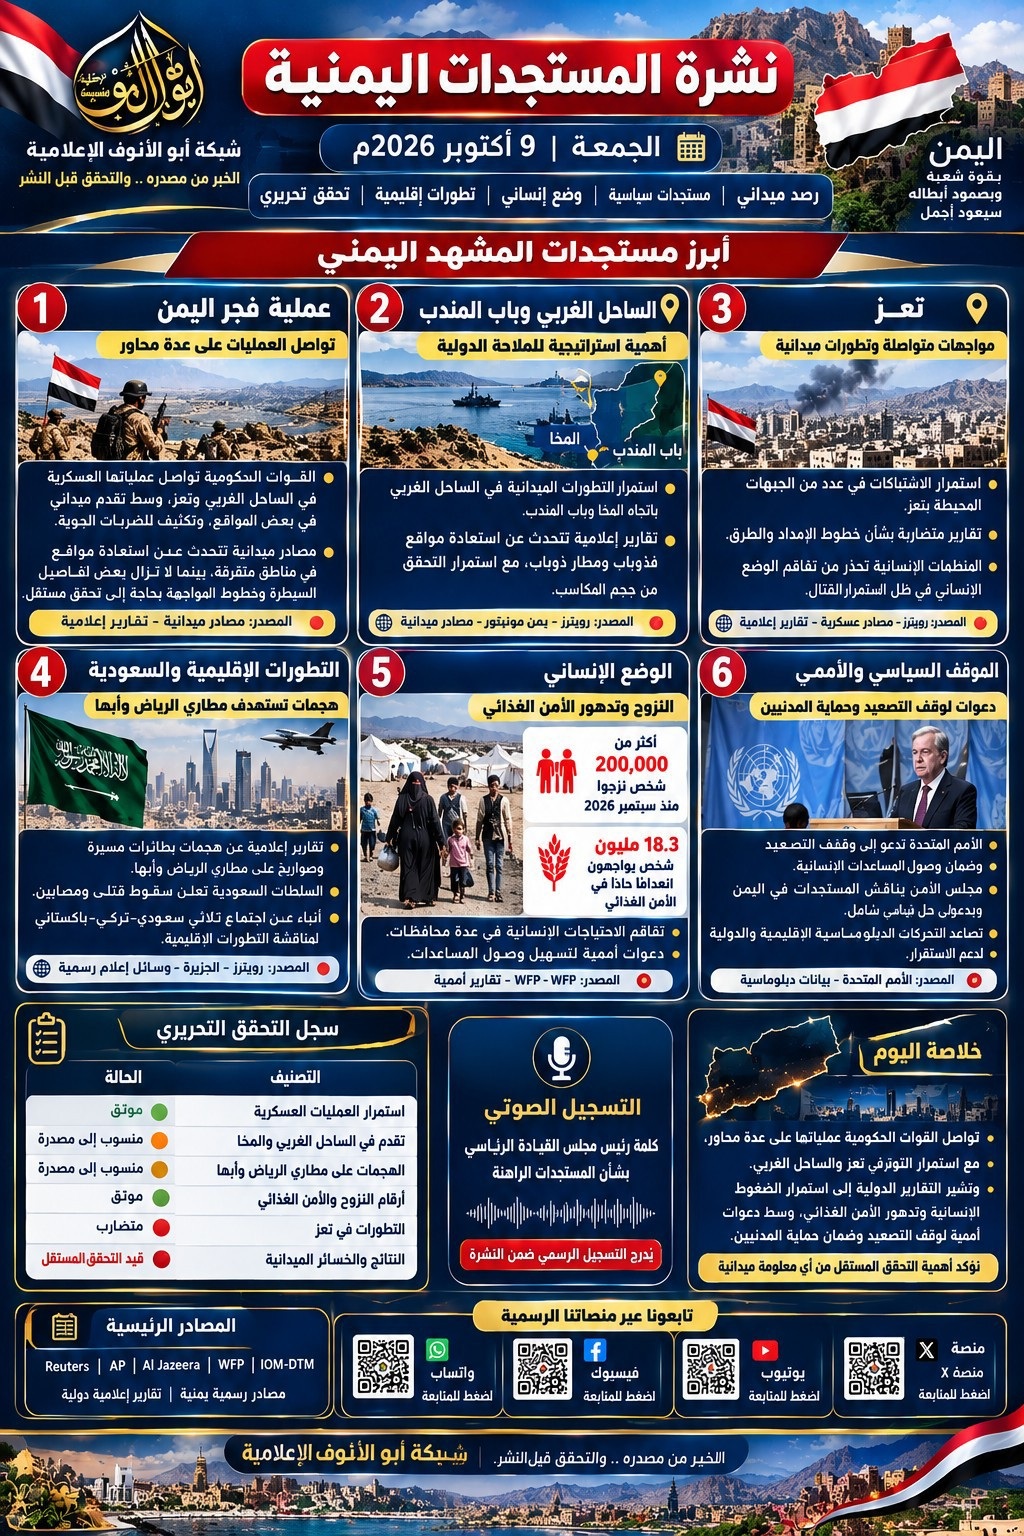 نشرة المستجدات اليمنية
الجمعة | 9 أكتوبر 2026م
رصد ميداني | مستجدات سياسية | وضع إنساني | تطورات إقليمية | تحقق تحريري
شبكة أبو الأنوف الإعلامية
الخبر من مصدره .. والتحقق قبل النشر
اليمن
بقوة شعبة
وبصمود أبطاله
سيعود أجمل
أبرز مستجدات المشهد اليمني
1
عملية فجر اليمن
تواصل العمليات على عدة محاور
القوات الحكومية تواصل عملياتها العسكرية
في الساحل الغربي وتعز، وسط تقدم ميداني
في بعض المواقع، وتكثيف للضربات الجوية.
مصادر ميدانية تتحدث عن استعادة مواقع
في مناطق متفرقة، بينما لا تزال بعض تفاصيل
السيطرة وخطوط المواجهة بحاجة إلى تحقق مستقل.
المصدر: مصادر ميدانية – تقارير إعلامية
2
الساحل الغربي وباب المندب
أهمية استراتيجية للملاحة الدولية
المخا
باب المندب
استمرار التطورات الميدانية في الساحل الغربي
باتجاه المخا وباب المندب.
تقارير إعلامية تتحدث عن استعادة مواقع
فذوباب ومطار ذوباب، مع استمرار التحقق
من حجم المكاسب.
المصدر: رويترز – يمن مونيتور – مصادر ميدانية
3
تعز
مواجهات متواصلة وتطورات ميدانية
استمرار الاشتباكات في عدد من الجبهات
المحيطة بتعز.
تقارير متضاربة بشأن خطوط الإمداد والطرق.
المنظمات الإنسانية تحذر من تفاقم الوضع
الإنساني في ظل استمرار القتال.
المصدر: رويترز – مصادر عسكرية – تقارير إعلامية
4
التطورات الإقليمية والسعودية
هجمات تستهدف مطاري الرياض وأبها
تقارير إعلامية عن هجمات بطائرات مسيرة
وصواريخ على مطاري الرياض وأبها.
السلطات السعودية تعلن سقوط قتلى ومصابين.
أنباء عن اجتماع ثلاثي سعودي–تركي–باكستاني
لمناقشة التطورات الإقليمية.
المصدر: رويترز – الجزيرة – وسائل إعلام رسمية
5
الوضع الإنساني
النزوح وتدهور الأمن الغذائي
أكثر من
200,000
شخص نزحوا
منذ سبتمبر 2026
18.3 مليون
شخص يواجهون
انعدامًا حادًا في
الأمن الغذائي
تفاقم الاحتياجات الإنسانية في عدة محافظات.
دعوات أممية لتسهيل وصول المساعدات.
المصدر: WFP – WFP – تقارير أممية
6
الموقف السياسي والأممي
دعوات لوقف التصعيد وحماية المدنيين
الأمم المتحدة تدعو إلى وقفف التصعيد
وضمان وصول المساعدات الإنسانية.
مجلس الأمن يناقش المستجدات في اليمن
حل شامل.
تصاعد التحركات الدبلوماسية الإقليمية والدولية
لدعم الاستقرار.
المصدر: الأمم المتحدة – بيانات دبلوماسية
سجل التحقق التحريري
التصنيف
الحالة
استمرار العمليات العسكرية
موثق
تقدم في الساحل الغربي والمخا
منسوب إلى مصدرة
الهجمات على مطاري الرياض وأبها
منسوب إلى مصدرة
أرقام النزوح والأمن الغذائي
موثق
التطورات في تعز
متضارب
النتائج والخسائر الميدانية
قيد التحقق المستقل
التسجيل الصوتي
كلمة رئيس مجلس القيادة الرئاسي
بشأن المستجدات الراهنة
يُدرج التسجيل الرسمي ضمن النشرة
خلاصة اليوم
تواصل القوات الحكومية عملياتها على عدة محاور،
مع استمرار تعز والساحل الغربي.
وتشير التقارير الدولية إلى استمرار الضغوط
الإنسانية وتدهور الأمن الغذائي، وسط دعوات
أممية لوقف التصعيد وضمان حماية المدنيين.
نؤكد أهمية التحقق المستقل من أي معلومة ميدانية
المصادر الرئيسية
Reuters | AP | Al Jazeera | WFP | IOM-DTM
مصادر رسمية يمنية | تقارير إعلامية دولية
تابعونا عبر منصاتنا الرسمية
منصة
منصة X
اضغط للمتابعة
يوتيوب
اضغط للمتابعة
فيسبوك
اضغط للمتابعة
واتساب
اضغط للمتابعة
الخبر من مصدره .. والتحقق قبل النشر. | شبكة أبو الأنوف الإعلامية